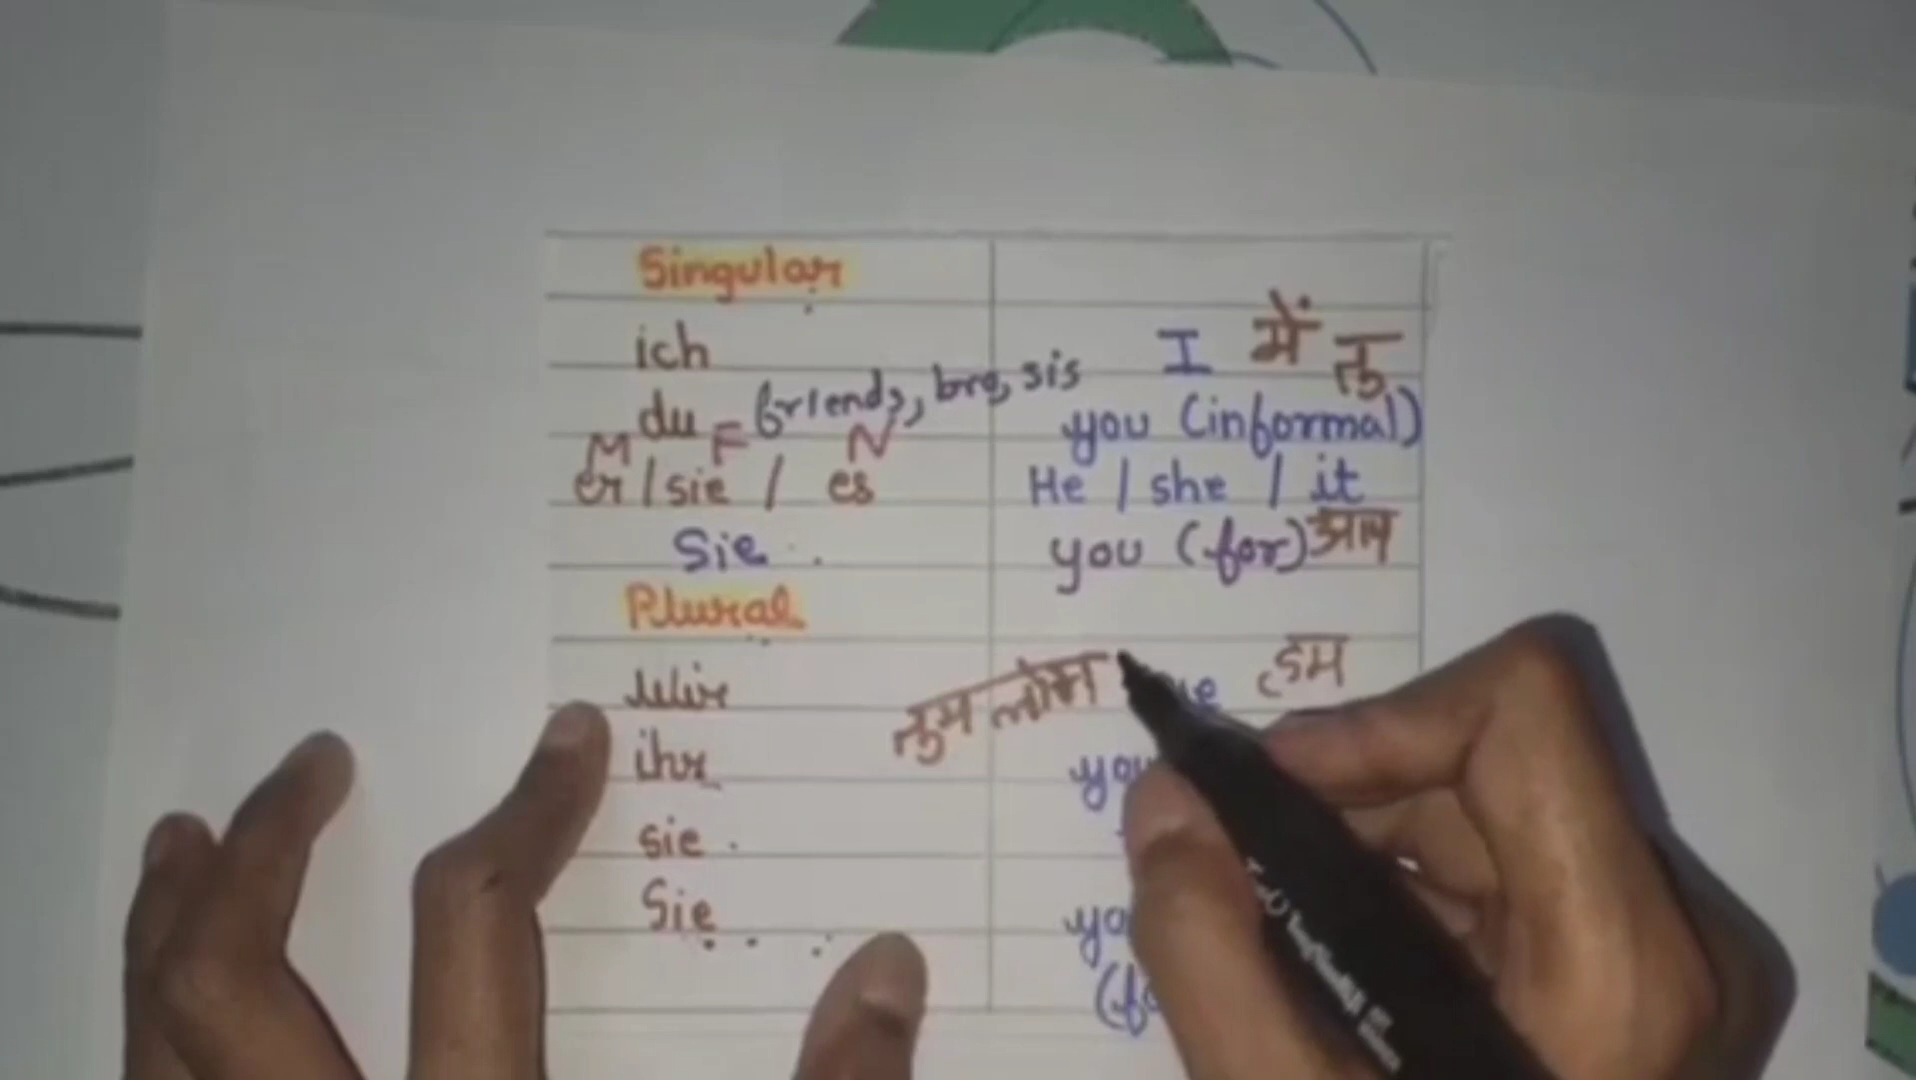 Singular
ich I में तु
du friends, bro, sis you (informal)
M F N
er / sie / es He / she / it
Sie you (for) आप
Plural
wir हम
ihr तुम लोग
sie
Sie